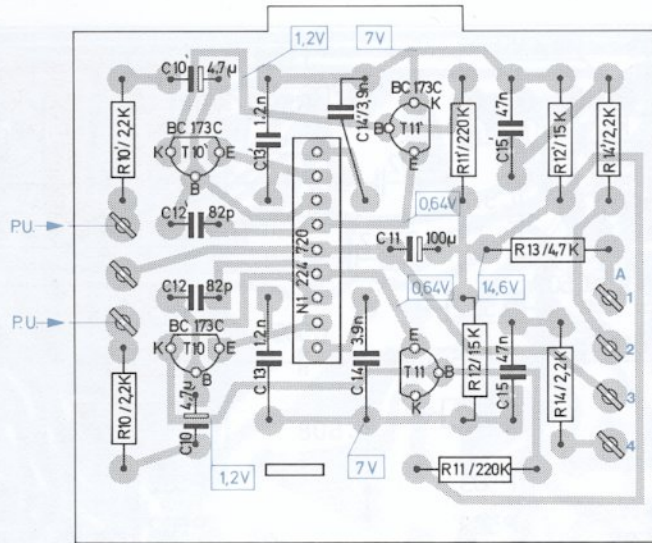 1,2V
7V
C10'
4,7µ
R10'/2,2K
BC 173C
K
T10'
E
B
C13'
1,2n
C14'/3,9n
BC 173C
K
B
T11'
E
R11'/220K
C15'
47n
R12'/15K
R14'/2,2K
C12'
82p
P.U.
0,64V
N1 224 720
C11
100µ
R13/4,7K
A
14,6V
1
C12
82p
P.U.
0,64V
BC 173C
K
T10
E
B
C13
1,2n
C14
3,9n
E
T11
B
K
R12/15K
C15
47n
R14/2,2K
2
3
4
R10/2,2K
4,7µ
C10
1,2V
7V
R11/220K